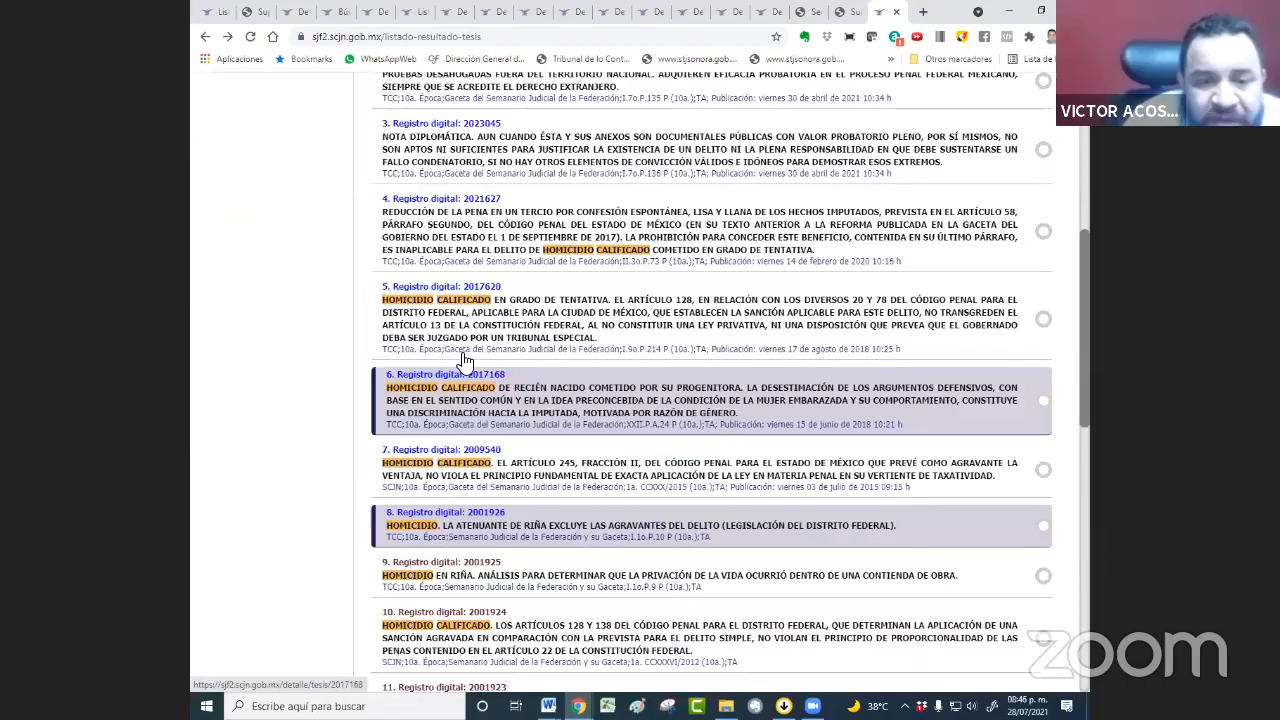 Lis
Su
De
Bú
De
Lis
De
De
De
De
De
De
De
De
De
Se
Su
De
sjf2.scjn.gob.mx/listado-resultado-tesis
Aplicaciones
Bookmarks
WhatsAppWeb
Dirección General d...
Tribunal de lo Cont...
www.stjsonora.gob....
www.stjsonora.gob....
»
Otros marcadores
Lista de
VICTOR ACOS...
PRUEBAS DESAHOGADAS FUERA DEL TERRITORIO NACIONAL. ADQUIEREN EFICACIA PROBATORIA EN EL PROCESO PENAL FEDERAL MEXICANO,
SIEMPRE QUE SE ACREDITE EL DERECHO EXTRANJERO.
TCC;10a. Época;Gaceta del Semanario Judicial de la Federación;I.7o.P.135 P (10a.);TA; Publicación: viernes 30 de abril de 2021 10:34 h
3. Registro digital: 2023045
NOTA DIPLOMÁTICA. AUN CUANDO ÉSTA Y SUS ANEXOS SON DOCUMENTALES PÚBLICAS CON VALOR PROBATORIO PLENO, POR SÍ MISMOS, NO
SON APTOS NI SUFICIENTES PARA JUSTIFICAR LA EXISTENCIA DE UN DELITO NI LA PLENA RESPONSABILIDAD EN QUE DEBE SUSTENTARSE UN
FALLO CONDENATORIO, SI NO HAY OTROS ELEMENTOS DE CONVICCIÓN VÁLIDOS E IDÓNEOS PARA DEMOSTRAR ESOS EXTREMOS.
TCC;10a. Época;Gaceta del Semanario Judicial de la Federación;I.7o.P.136 P (10a.);TA; Publicación: viernes 30 de abril de 2021 10:34 h
4. Registro digital: 2021627
REDUCCIÓN DE LA PENA EN UN TERCIO POR CONFESIÓN ESPONTÁNEA, LISA Y LLANA DE LOS HECHOS IMPUTADOS, PREVISTA EN EL ARTÍCULO 58,
PÁRRAFO SEGUNDO, DEL CÓDIGO PENAL DEL ESTADO DE MÉXICO (EN SU TEXTO ANTERIOR A LA REFORMA PUBLICADA EN LA GACETA DEL
GOBIERNO DEL ESTADO EL 1 DE SEPTIEMBRE DE 2017). LA PROHIBICIÓN PARA CONCEDER ESTE BENEFICIO, CONTENIDA EN SU ÚLTIMO PÁRRAFO,
ES INAPLICABLE PARA EL DELITO DE HOMICIDIO CALIFICADO COMETIDO EN GRADO DE TENTATIVA.
TCC;10a. Época;Gaceta del Semanario Judicial de la Federación;II.3o.P.73 P (10a.);TA; Publicación: viernes 14 de febrero de 2020 10:16 h
5. Registro digital: 2017620
HOMICIDIO CALIFICADO EN GRADO DE TENTATIVA. EL ARTÍCULO 128, EN RELACIÓN CON LOS DIVERSOS 20 Y 78 DEL CÓDIGO PENAL PARA EL
DISTRITO FEDERAL, APLICABLE PARA LA CIUDAD DE MÉXICO, QUE ESTABLECEN LA SANCIÓN APLICABLE PARA ESTE DELITO, NO TRANSGREDEN EL
ARTÍCULO 13 DE LA CONSTITUCIÓN FEDERAL, AL NO CONSTITUIR UNA LEY PRIVATIVA, NI UNA DISPOSICIÓN QUE PREVEA QUE EL GOBERNADO
DEBA SER JUZGADO POR UN TRIBUNAL ESPECIAL.
TCC;10a. Época;Gaceta del Semanario Judicial de la Federación;I.9o.P.214 P (10a.);TA; Publicación: viernes 17 de agosto de 2018 10:25 h
6. Registro digital: 2017168
HOMICIDIO CALIFICADO DE RECIÉN NACIDO COMETIDO POR SU PROGENITORA. LA DESESTIMACIÓN DE LOS ARGUMENTOS DEFENSIVOS, CON
BASE EN EL SENTIDO COMÚN Y EN LA IDEA PRECONCEBIDA DE LA CONDICIÓN DE LA MUJER EMBARAZADA Y SU COMPORTAMIENTO, CONSTITUYE
UNA DISCRIMINACIÓN HACIA LA IMPUTADA, MOTIVADA POR RAZÓN DE GÉNERO.
TCC;10a. Época;Gaceta del Semanario Judicial de la Federación;XXII.P.A.24 P (10a.);TA; Publicación: viernes 15 de junio de 2018 10:21 h
7. Registro digital: 2009540
HOMICIDIO CALIFICADO. EL ARTÍCULO 245, FRACCIÓN II, DEL CÓDIGO PENAL PARA EL ESTADO DE MÉXICO QUE PREVÉ COMO AGRAVANTE LA
VENTAJA, NO VIOLA EL PRINCIPIO FUNDAMENTAL DE EXACTA APLICACIÓN DE LA LEY EN MATERIA PENAL EN SU VERTIENTE DE TAXATIVIDAD.
SCJN;10a. Época;Gaceta del Semanario Judicial de la Federación;1a. CCXXX/2015 (10a.);TA; Publicación: viernes 03 de julio de 2015 09:15 h
8. Registro digital: 2001926
HOMICIDIO. LA ATENUANTE DE RIÑA EXCLUYE LAS AGRAVANTES DEL DELITO (LEGISLACIÓN DEL DISTRITO FEDERAL).
TCC;10a. Época;Semanario Judicial de la Federación y su Gaceta;I.1o.P.10 P (10a.);TA
9. Registro digital: 2001925
HOMICIDIO EN RIÑA. ANÁLISIS PARA DETERMINAR QUE LA PRIVACIÓN DE LA VIDA OCURRIÓ DENTRO DE UNA CONTIENDA DE OBRA.
TCC;10a. Época;Semanario Judicial de la Federación y su Gaceta;I.1o.P.9 P (10a.);TA
10. Registro digital: 2001924
HOMICIDIO CALIFICADO. LOS ARTÍCULOS 128 Y 138 DEL CÓDIGO PENAL PARA EL DISTRITO FEDERAL, QUE DETERMINAN LA APLICACIÓN DE UNA
SANCIÓN AGRAVADA EN COMPARACIÓN CON LA PREVISTA PARA EL DELITO SIMPLE, NO VIOLAN EL PRINCIPIO DE PROPORCIONALIDAD DE LAS
PENAS CONTENIDO EN EL ARTÍCULO 22 DE LA CONSTITUCIÓN FEDERAL.
SCJN;10a. Época;Semanario Judicial de la Federación y su Gaceta;1a. CCXXXVI/2012 (10a.);TA
11. Registro digital: 2001923
zoom
https://sjf2.scjn.gob.mx/detalle/tesis/2017168
Escribe aquí para buscar
38°C
08:46 p. m.
28/07/2021